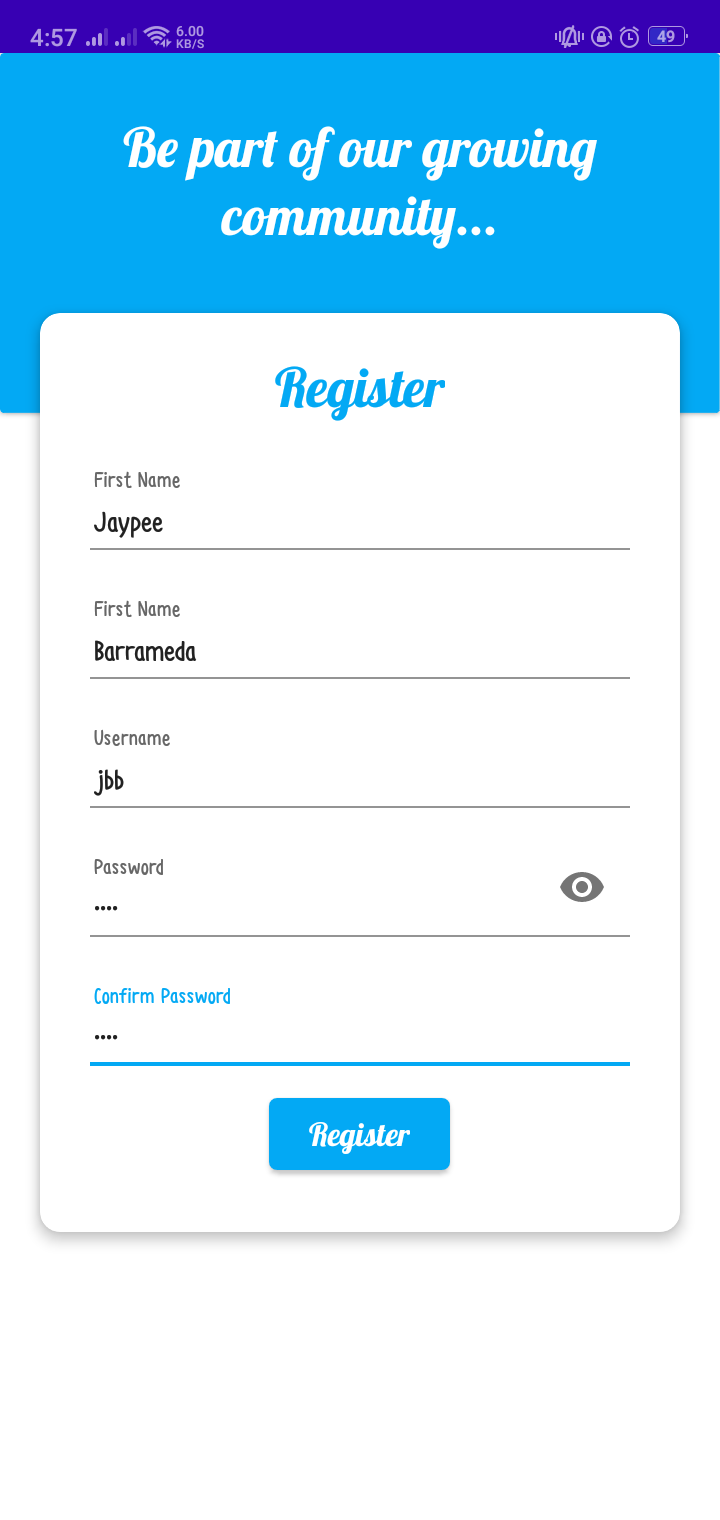 4:57 6.00 KB/S 49
Be part of our growing
community...
Register
First Name
Jaypee
First Name
Barrameda
Username
jbb
Password
••••
Confirm Password
••••
Register